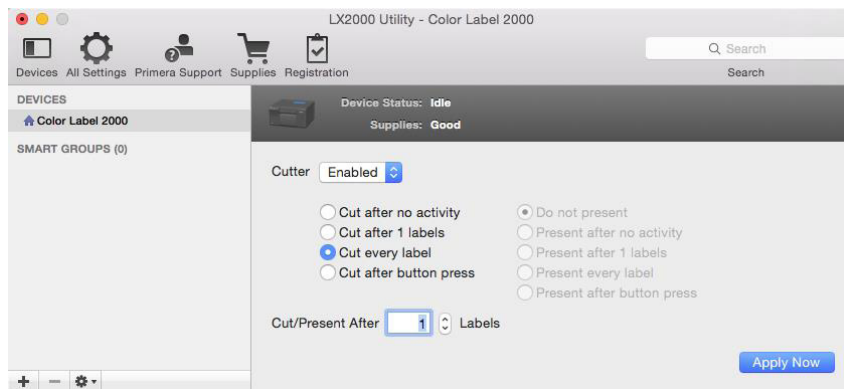 LX2000 Utility - Color Label 2000
Devices All Settings Primera Support Supplies Registration
Search
Search
DEVICES
Color Label 2000
SMART GROUPS (0)
Device Status: Idle
Supplies: Good
Cutter Enabled
Cut after no activity
Cut after 1 labels
Cut every label
Cut after button press
Do not present
Present after no activity
Present after 1 labels
Present every label
Present after button press
Cut/Present After 1 Labels
Apply Now